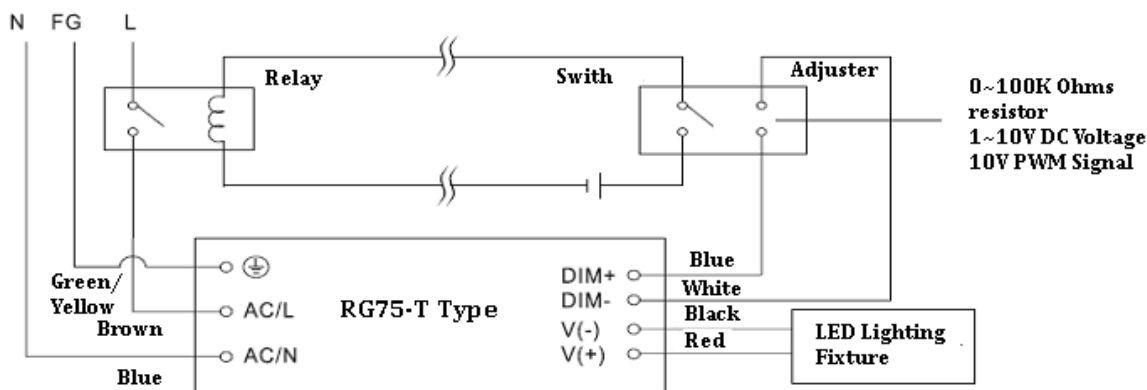 N FG L
Relay
Swith
Adjuster
0~100K Ohms
resistor
1~10V DC Voltage
10V PWM Signal
Green/
Yellow
Brown
Blue
AC/L
AC/N
RG75-T Type
DIM+
DIM-
V(-)
V(+)
Blue
White
Black
Red
LED Lighting
Fixture